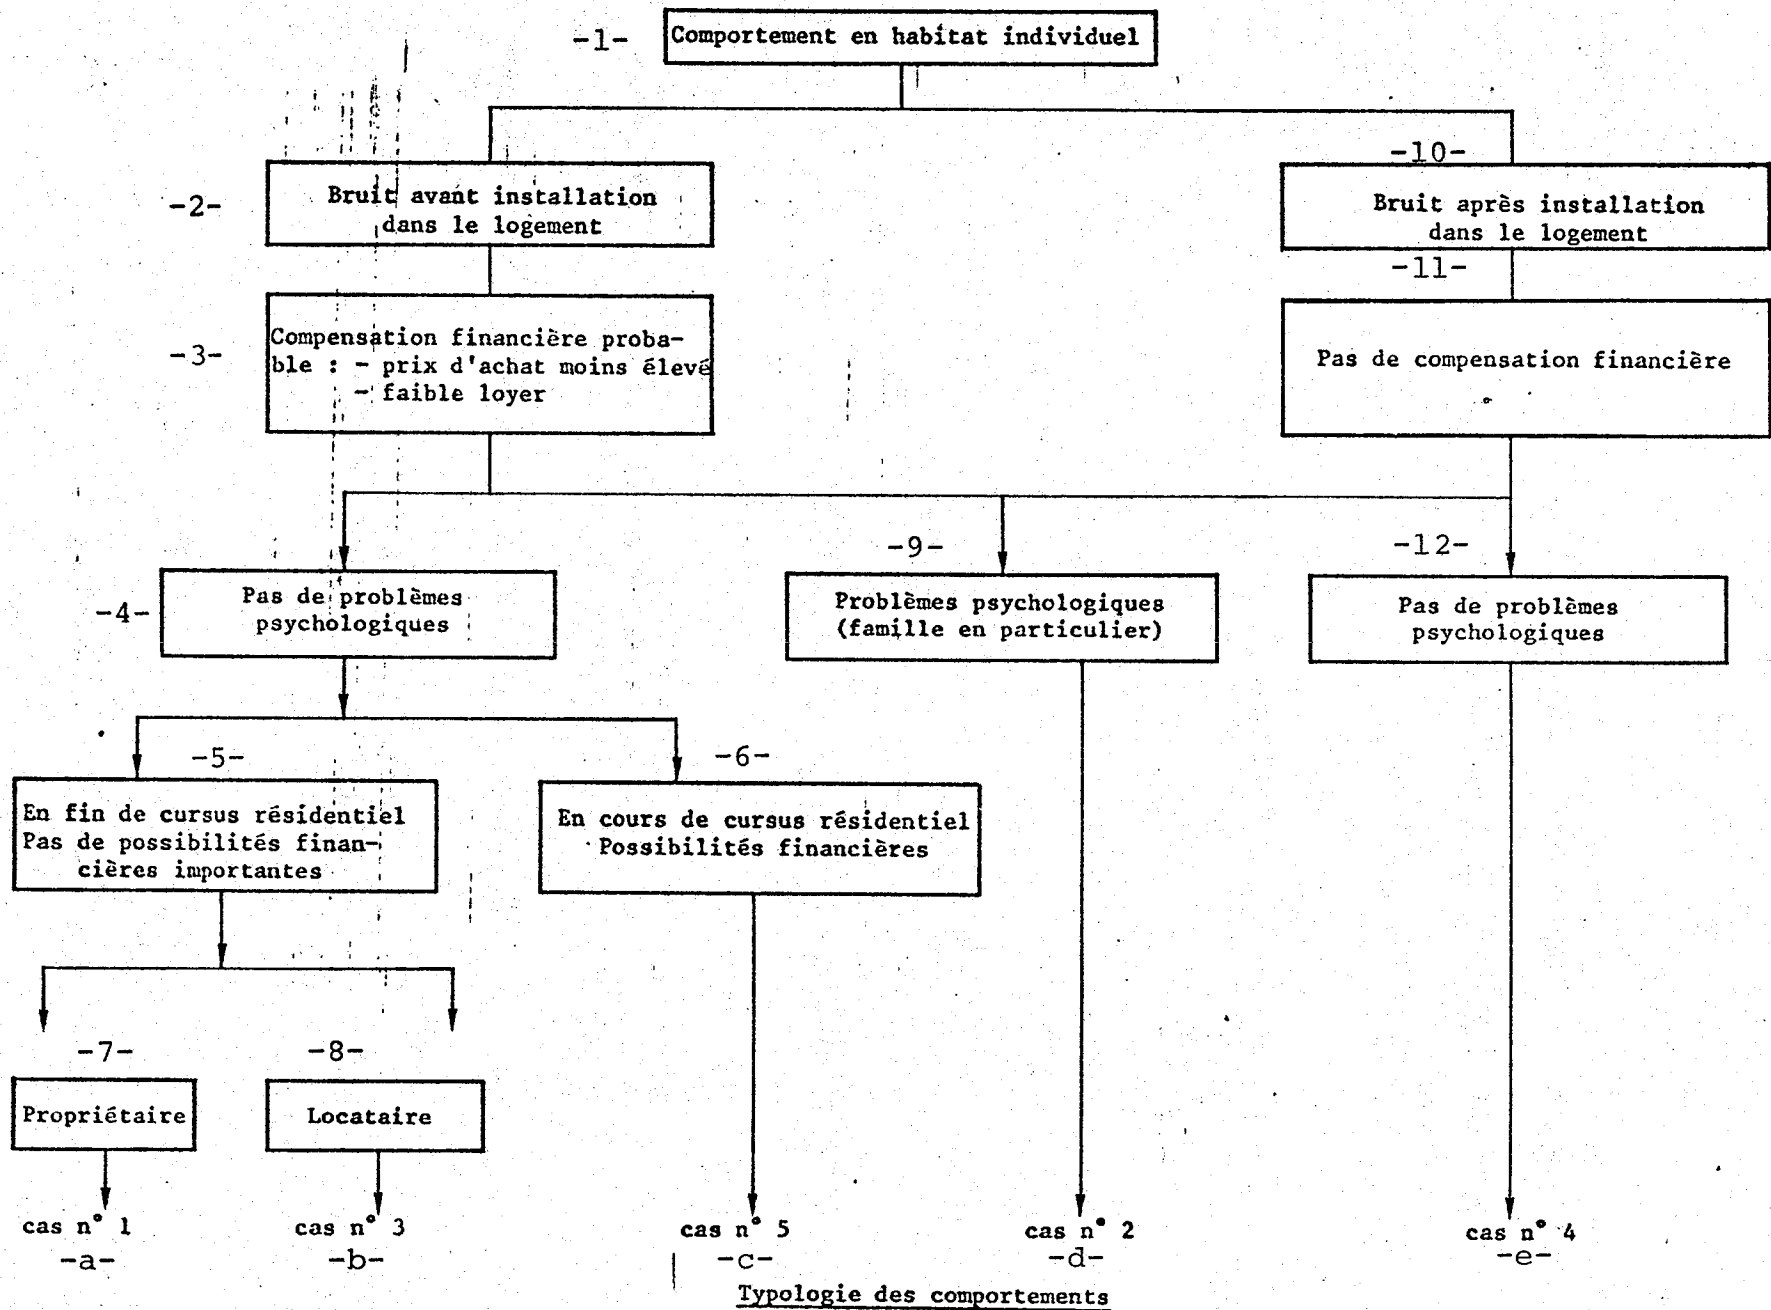 -1-
Comportement en habitat individuel
-10-
-2-
Bruit avant installation
dans le logement
Bruit après installation
dans le logement
-11-
-3-
Compensation financière proba-
ble : - prix d'achat moins élevé
- faible loyer
Pas de compensation financière
-9-
-12-
-4-
Pas de problèmes
psychologiques
Problèmes psychologiques
(famille en particulier)
Pas de problèmes
psychologiques
-5-
-6-
En fin de cursus résidentiel
Pas de possibilités finan-
cières importantes
En cours de cursus résidentiel
Possibilités financières
-7-
-8-
Propriétaire
Locataire
cas n° 1
-a-
cas n° 3
-b-
cas n° 5
-c-
cas n° 2
-d-
cas n° 4
-e-
Typologie des comportements